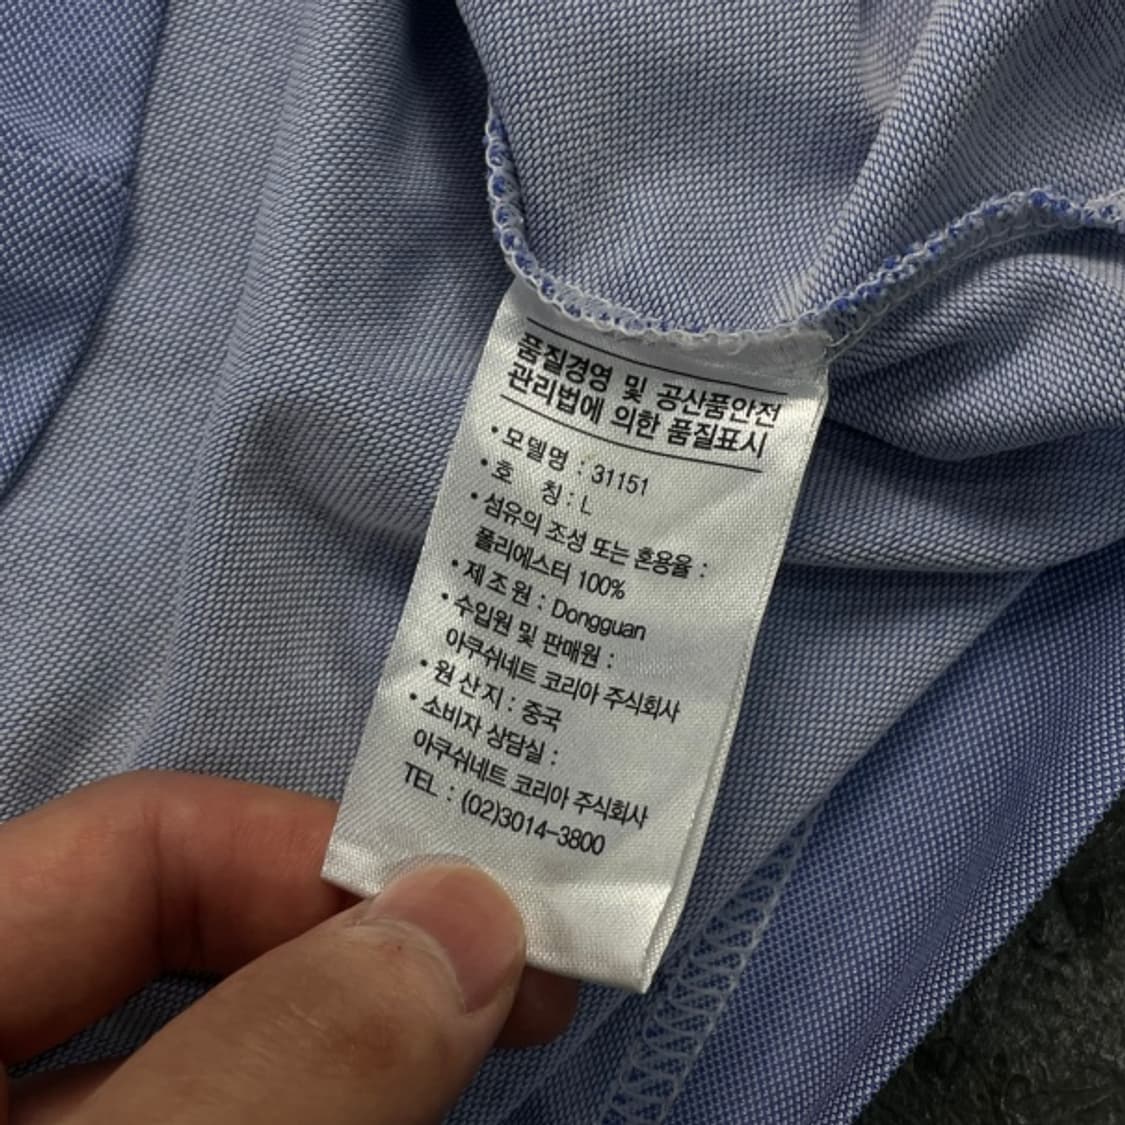 품질경영 및 공산품안전
관리법에 의한 품질표시
• 모델명 : 31151
• 호 칭 : L
• 섬유의 조성 또는 혼용율 :
폴리에스터 100%
• 제조원 : Dongguan
• 수입원 및 판매원 :
아쿠쉬네트 코리아 주식회사
• 원산지 : 중국
• 소비자 상담실 :
아쿠쉬네트 코리아 주식회사
TEL : (02)3014-3800